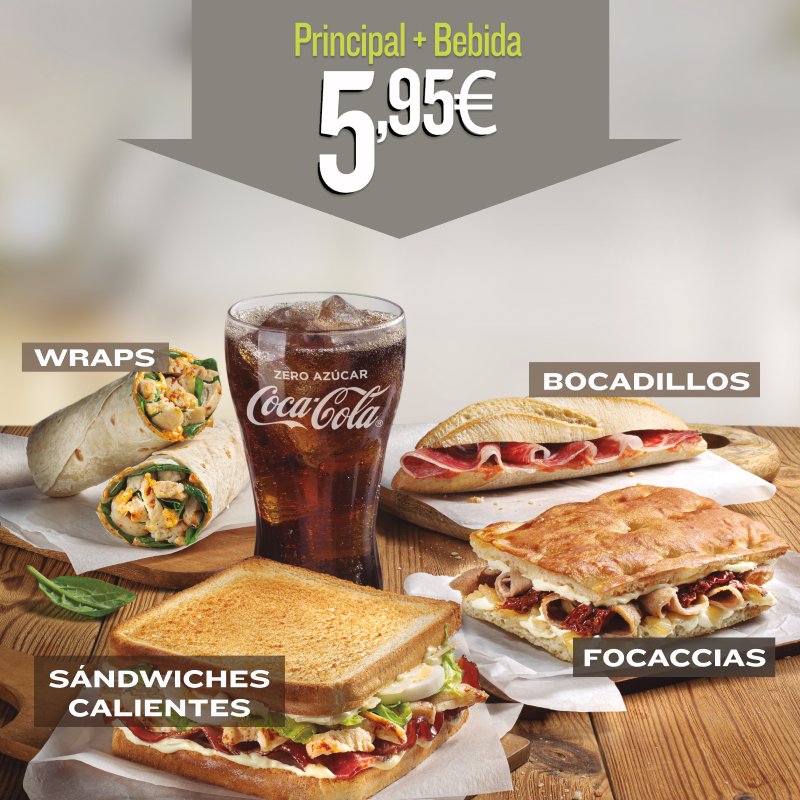 Principal + Bebida
5,95€
WRAPS
ZERO AZÚCAR
Coca-Cola®
BOCADILLOS
FOCACCIAS
SÁNDWICHES
CALIENTES